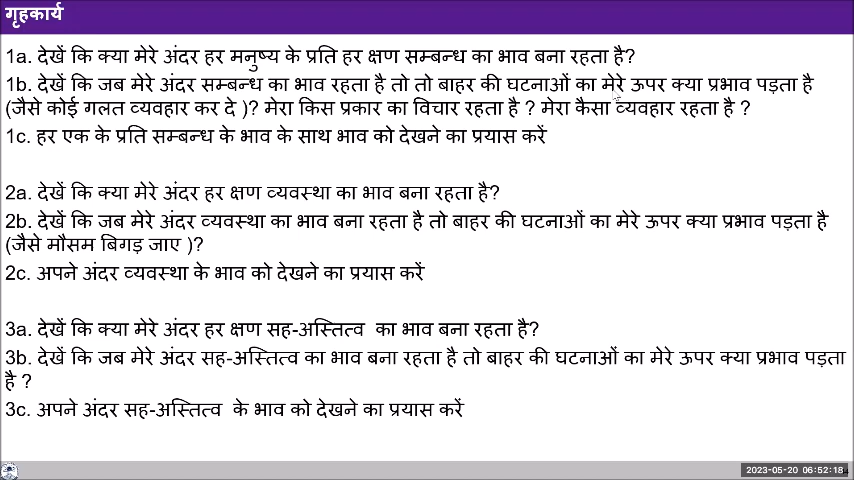 गृहकार्य
1a. देखें कि क्या मेरे अंदर हर मनुष्य के प्रति हर क्षण सम्बन्ध का भाव बना रहता है?
1b. देखें कि जब मेरे अंदर सम्बन्ध का भाव रहता है तो तो बाहर की घटनाओं का मेरे ऊपर क्या प्रभाव पड़ता है
(जैसे कोई गलत व्यवहार कर दे )? मेरा किस प्रकार का विचार रहता है ? मेरा कैसा व्यवहार रहता है ?
1c. हर एक के प्रति सम्बन्ध के भाव के साथ भाव को देखने का प्रयास करें
2a. देखें कि क्या मेरे अंदर हर क्षण व्यवस्था का भाव बना रहता है?
2b. देखें कि जब मेरे अंदर व्यवस्था का भाव बना रहता है तो बाहर की घटनाओं का मेरे ऊपर क्या प्रभाव पड़ता है
(जैसे मौसम बिगड़ जाए )?
2c. अपने अंदर व्यवस्था के भाव को देखने का प्रयास करें
3a. देखें कि क्या मेरे अंदर हर क्षण सह-अस्तित्व का भाव बना रहता है?
3b. देखें कि जब मेरे अंदर सह-अस्तित्व का भाव बना रहता है तो बाहर की घटनाओं का मेरे ऊपर क्या प्रभाव पड़ता
है ?
3c. अपने अंदर सह-अस्तित्व के भाव को देखने का प्रयास करें
2023-05-20 06:52:18